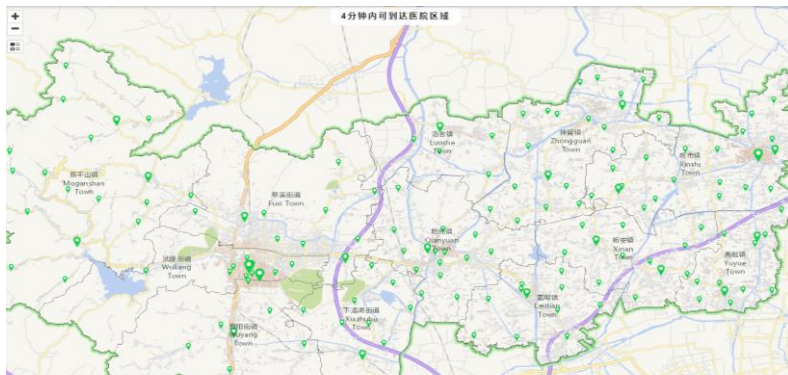 4分钟内可到达医院区域
洛舍镇
Luoshe
Town
钟管镇
Zhongguan
Town
新市镇
Xinshi
Town
莫干山镇
Moganshan
Town
阜溪街道
Fuxi Town
乾元镇
Qianyuan
Town
新安镇
Xinan
Town
禹越镇
Yuyue
Town
武康街道
Wukang
Town
雷甸镇
Leidian
Town
下渚湖街道
Xiazhuhu
Town
舞阳街道
Wuyang
Town